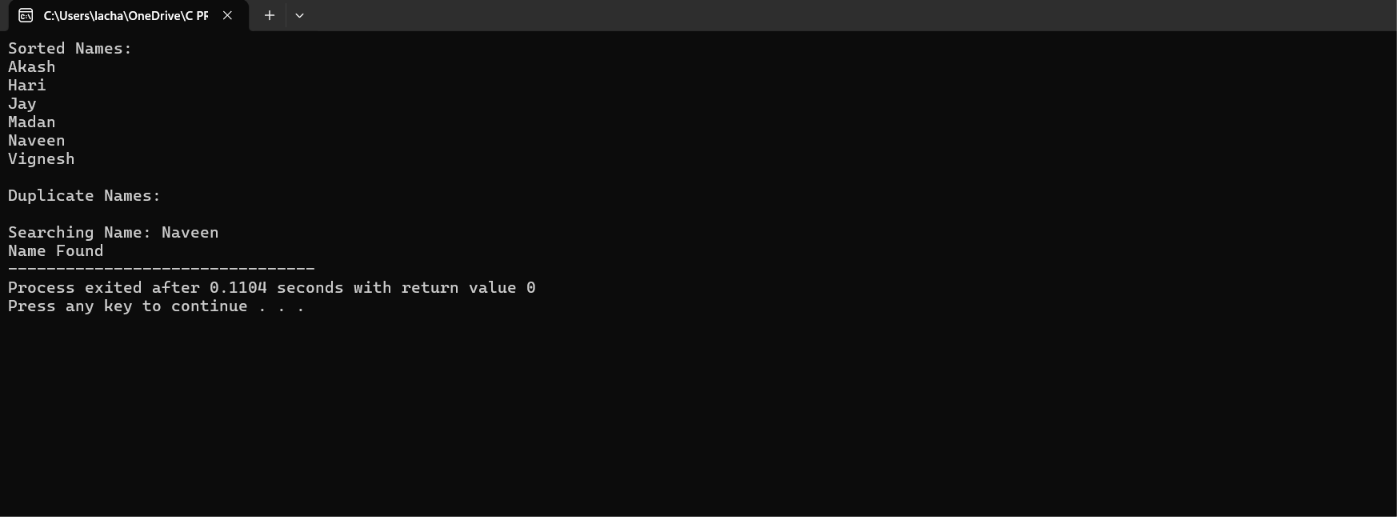 C:\Users\lacha\OneDrive\C PF
Sorted Names:
Akash
Hari
Jay
Madan
Naveen
Vignesh
Duplicate Names:
Searching Name: Naveen
Name Found
--------------------------------
Process exited after 0.1104 seconds with return value 0
Press any key to continue . . .